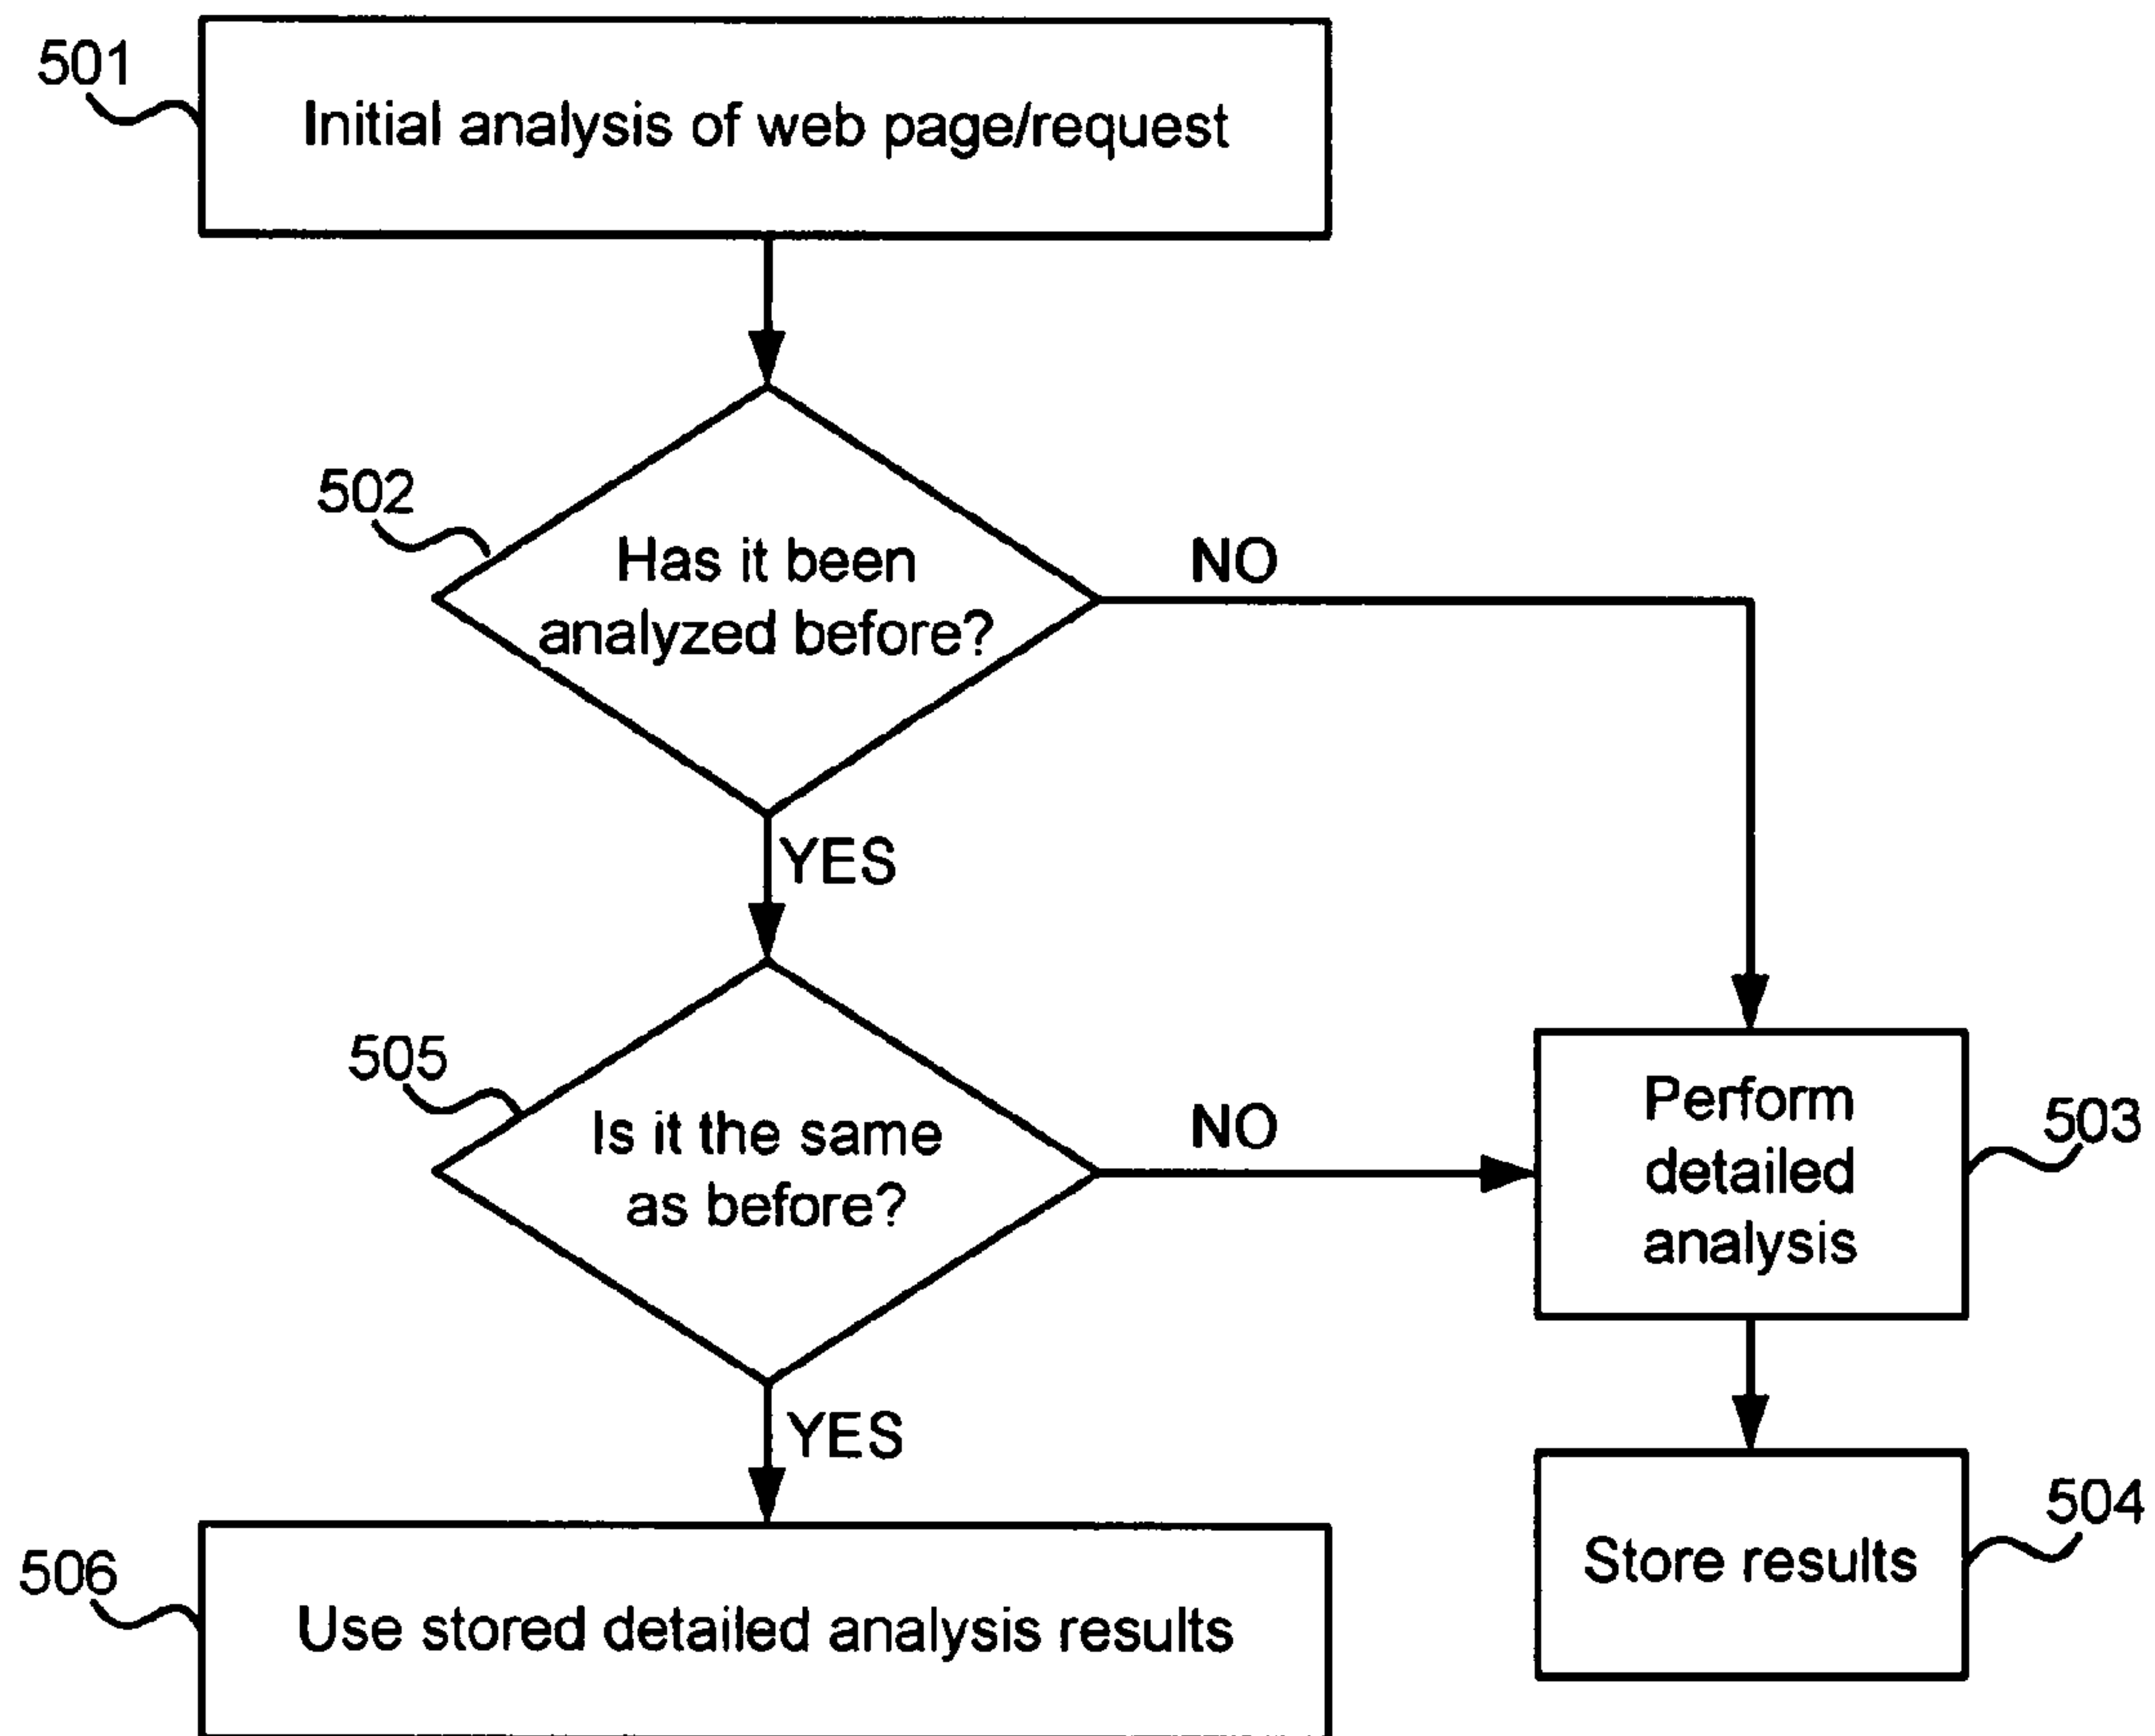 501
Initial analysis of web page/request
502
Has it been
analyzed before?
NO
YES
505
Is it the same
as before?
NO
Perform
detailed
analysis
503
YES
504
Store results
506
Use stored detailed analysis results